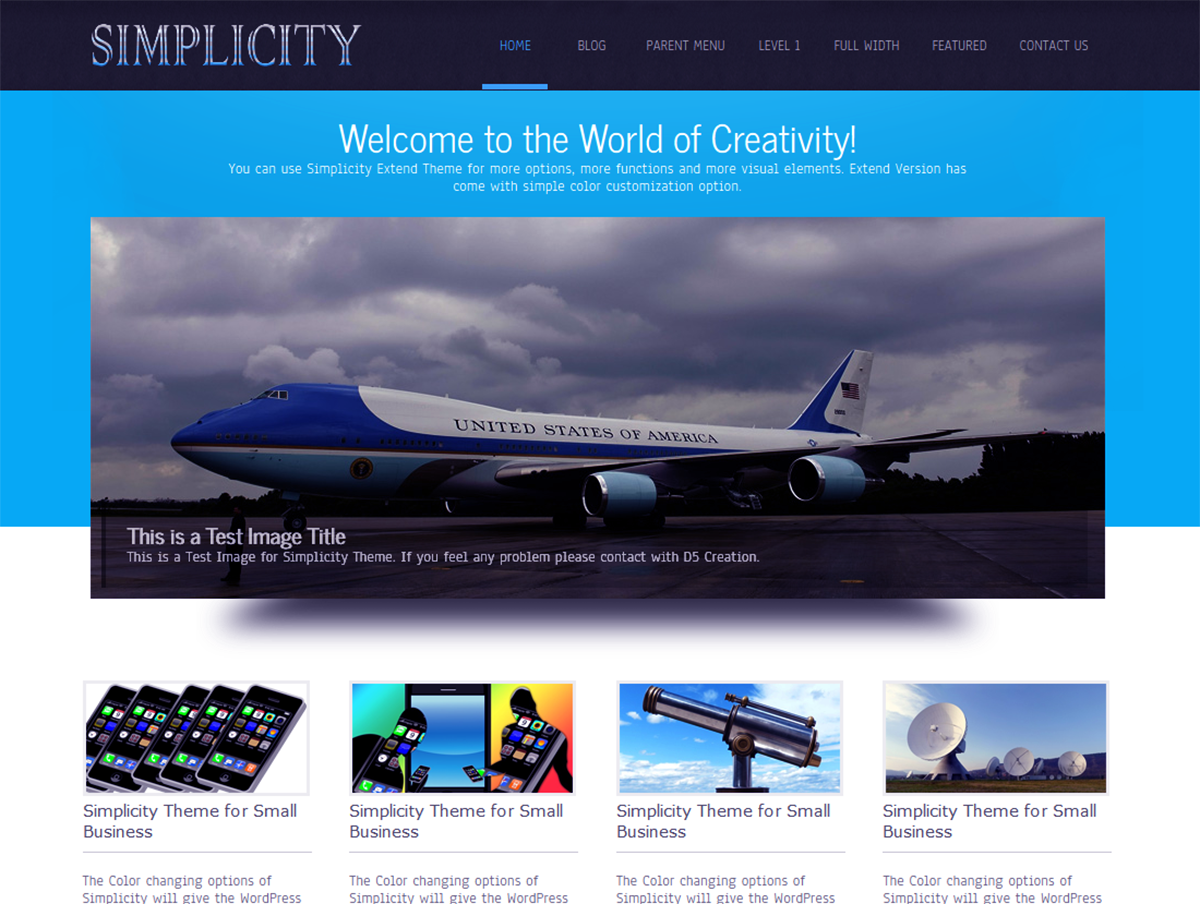 SIMPLICITY
HOME BLOG PARENT MENU LEVEL 1 FULL WIDTH FEATURED CONTACT US
Welcome to the World of Creativity!
You can use Simplicity Extend Theme for more options, more functions and more visual elements. Extend Version has
come with simple color customization option.
UNITED STATES OF AMERICA
This is a Test Image Title
This is a Test Image for Simplicity Theme. If you feel any problem please contact with D5 Creation.
Simplicity Theme for Small
Business
The Color changing options of
Simplicity will give the WordPress
Simplicity Theme for Small
Business
The Color changing options of
Simplicity will give the WordPress
Simplicity Theme for Small
Business
The Color changing options of
Simplicity will give the WordPress
Simplicity Theme for Small
Business
The Color changing options of
Simplicity will give the WordPress